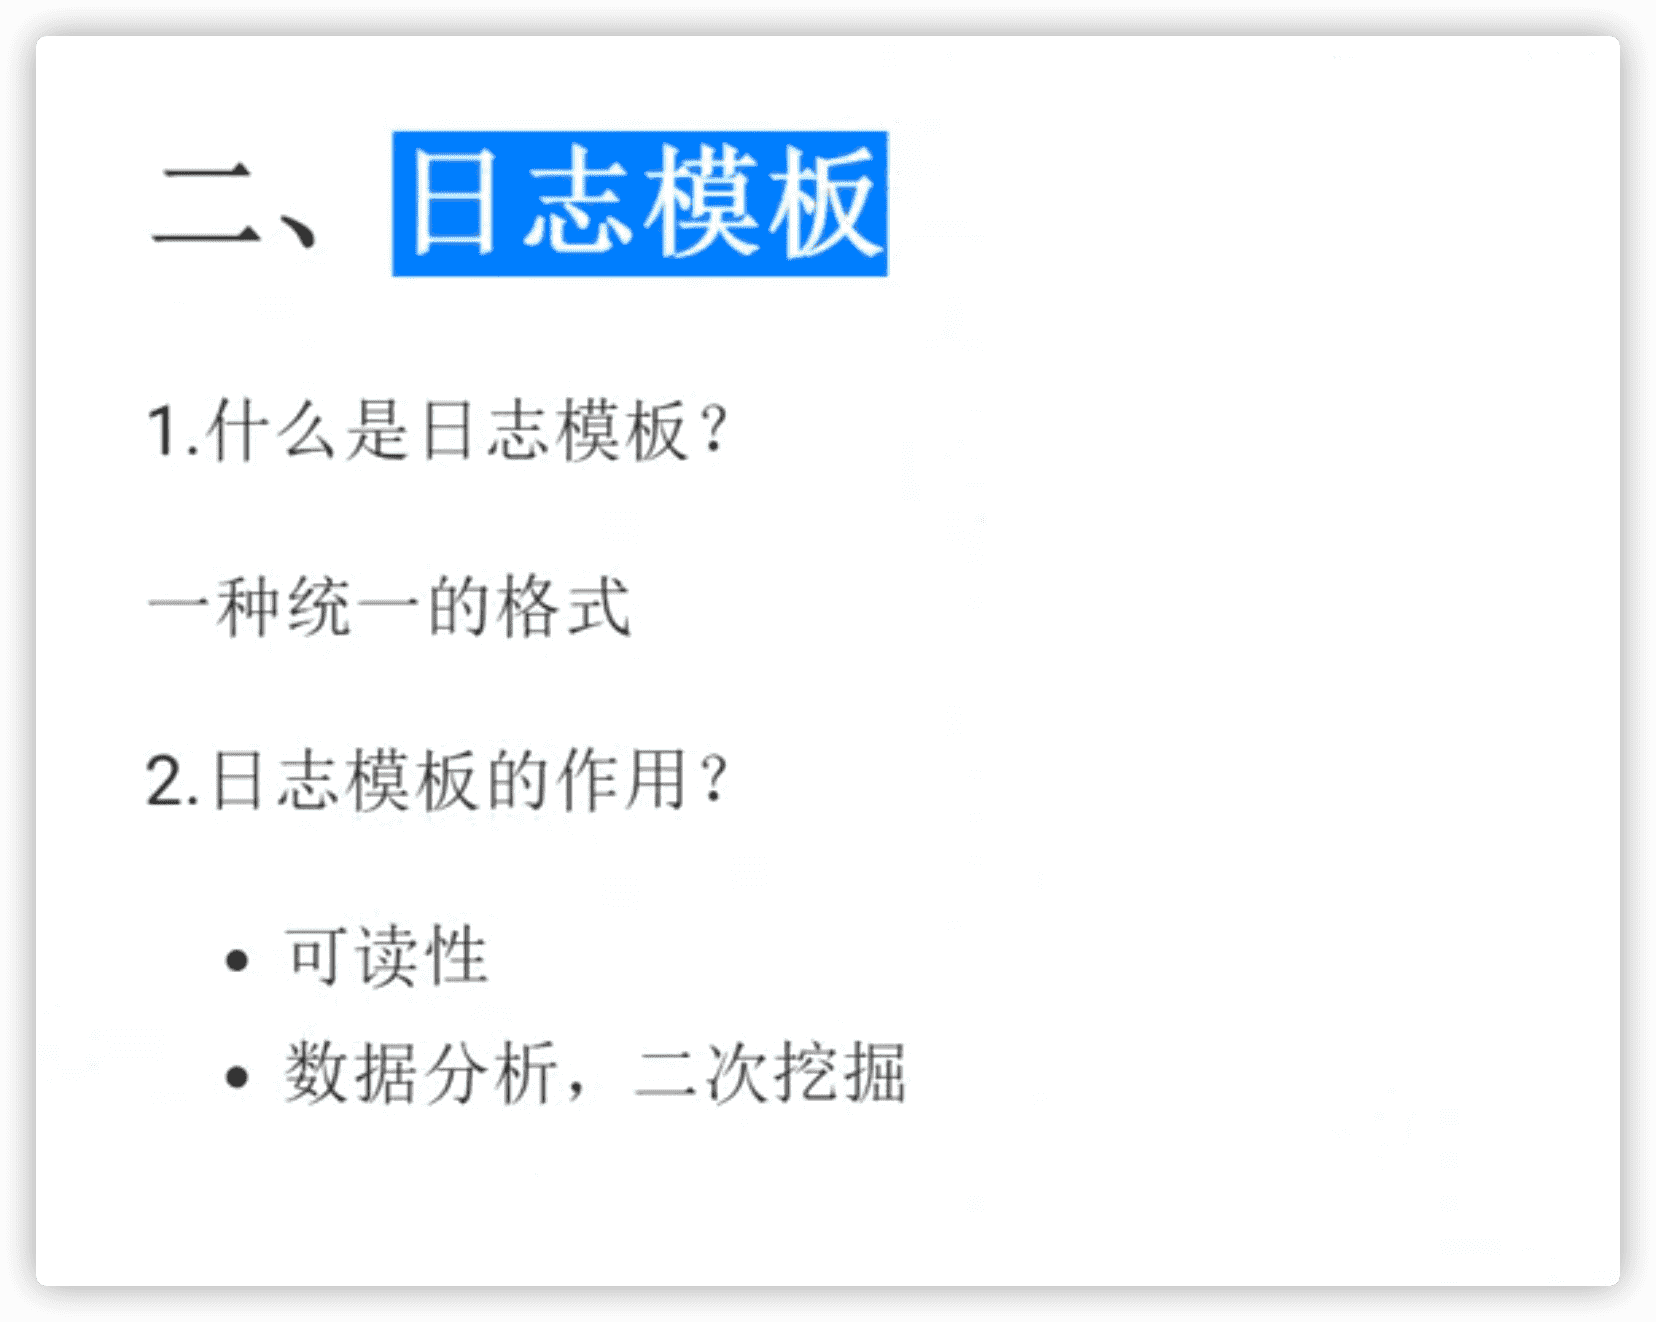 二、日志模板
1.什么是日志模板？
一种统一的格式
2.日志模板的作用？
• 可读性
• 数据分析，二次挖掘